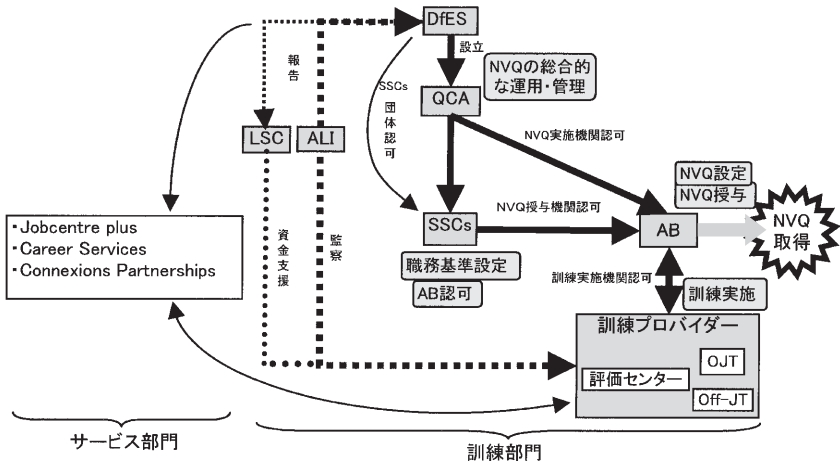 DfES
設立
報告
SSCs団体認可
NVQの総合的
な運用・管理
QCA
LSC
ALI
NVQ実施機関認可
NVQ設定
NVQ授与
NVQ
取得
SSCs
NVQ授与機関認可
AB
・Jobcentre plus
・Career Services
・Connexions Partnerships
資金支援
監察
職務基準設定
AB認可
訓練実施機関認可
訓練実施
訓練プロバイダー
OJT
評価センター
Off-JT
サービス部門
訓練部門